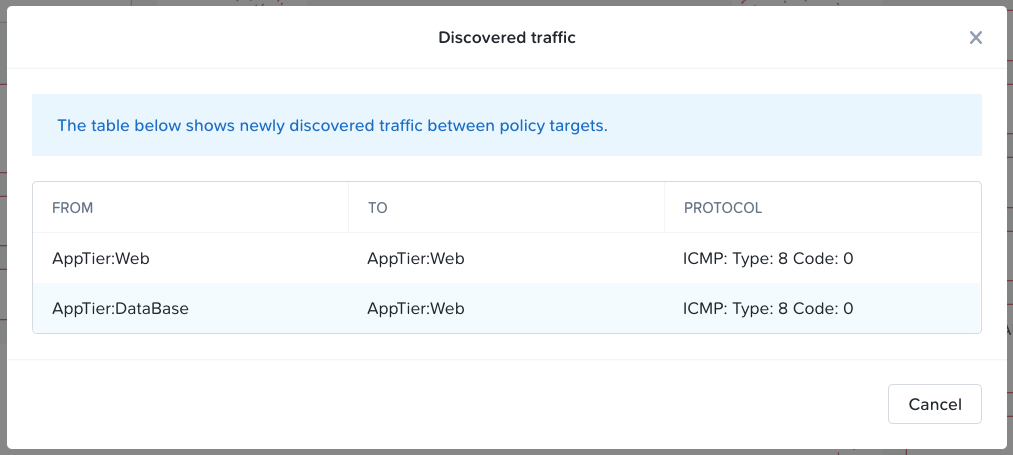 Discovered traffic
The table below shows newly discovered traffic between policy targets.
FROM TO PROTOCOL
AppTier:Web AppTier:Web ICMP: Type: 8 Code: 0
AppTier:DataBase AppTier:Web ICMP: Type: 8 Code: 0
Cancel